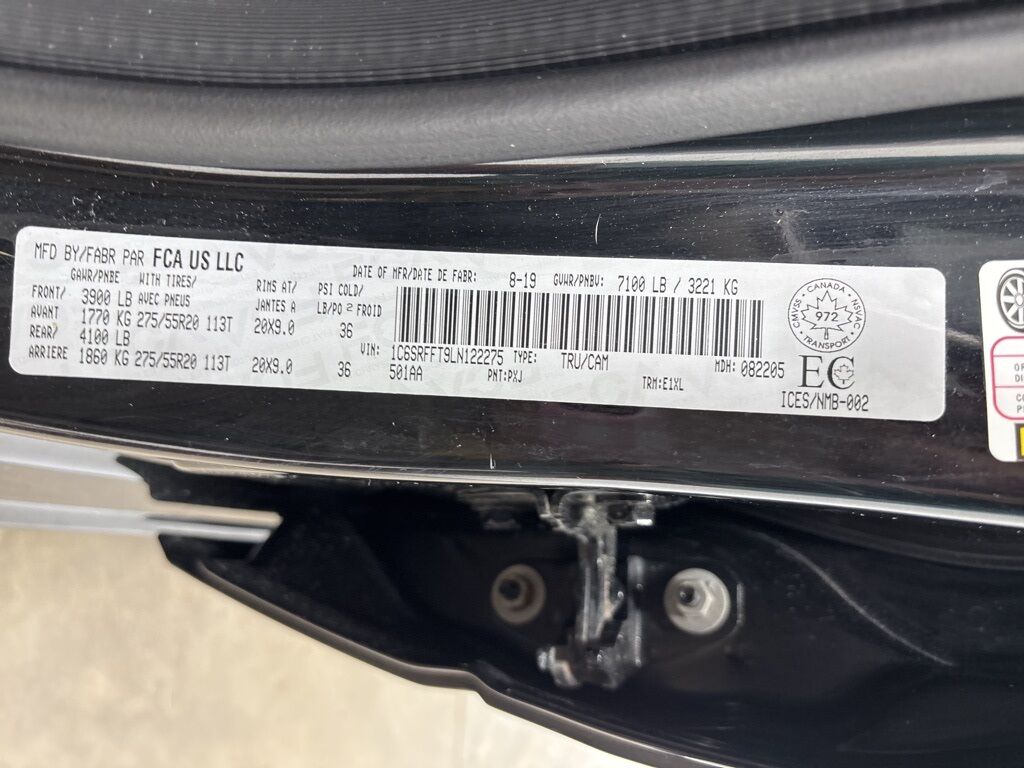 MFD BY/FABR PAR FCA US LLC
DATE OF MFR/DATE DE FABR: 8-19 GVWR/PNBV: 7100 LB / 3221 KG
GAWR/PNBE WITH TIRES/ RIMS AT/ PSI COLD/
FRONT/ 3900 LB AVEC PNEUS JANTES A LB/PO 2 FROID
AVANT 1770 KG 275/55R20 113T 20X9.0 36
REAR/ 4100 LB
ARRIERE 1860 KG 275/55R20 113T 20X9.0 36
VIN: 1C6SRFFT9LN122275 TYPE: TRU/CAM MDH: 082205
501AA PNT:PXJ TRM:E1XL
CANADA
CMVSS 972 NSVAC
TRANSPORT
EC
ICES/NMB-002